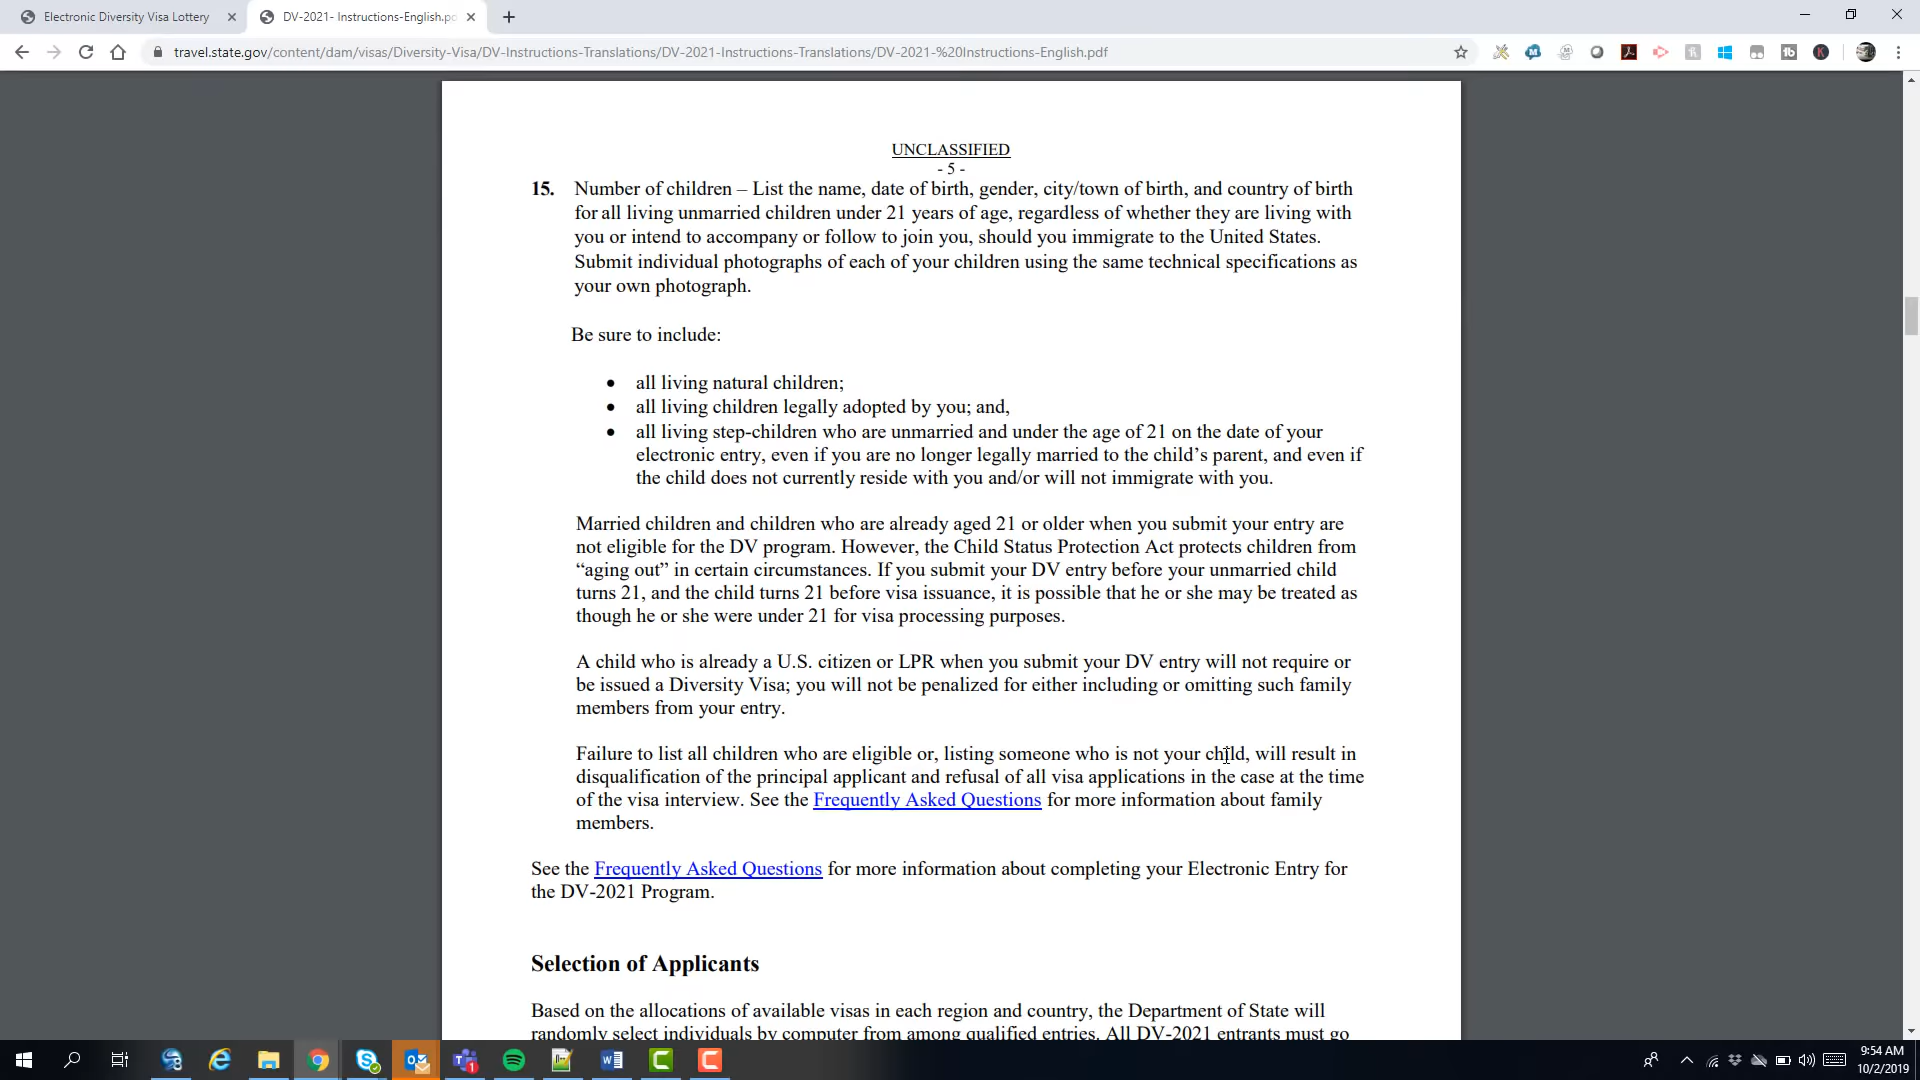 Electronic Diversity Visa Lottery
DV-2021- Instructions-English.pd
travel.state.gov/content/dam/visas/Diversity-Visa/DV-Instructions-Translations/DV-2021-Instructions-Translations/DV-2021-%20Instructions-English.pdf
UNCLASSIFIED
- 5 -
15. Number of children – List the name, date of birth, gender, city/town of birth, and country of birth
for all living unmarried children under 21 years of age, regardless of whether they are living with
you or intend to accompany or follow to join you, should you immigrate to the United States.
Submit individual photographs of each of your children using the same technical specifications as
your own photograph.
Be sure to include:
• all living natural children;
• all living children legally adopted by you; and,
• all living step-children who are unmarried and under the age of 21 on the date of your
electronic entry, even if you are no longer legally married to the child’s parent, and even if
the child does not currently reside with you and/or will not immigrate with you.
Married children and children who are already aged 21 or older when you submit your entry are
not eligible for the DV program. However, the Child Status Protection Act protects children from
“aging out” in certain circumstances. If you submit your DV entry before your unmarried child
turns 21, and the child turns 21 before visa issuance, it is possible that he or she may be treated as
though he or she were under 21 for visa processing purposes.
A child who is already a U.S. citizen or LPR when you submit your DV entry will not require or
be issued a Diversity Visa; you will not be penalized for either including or omitting such family
members from your entry.
Failure to list all children who are eligible or, listing someone who is not your child, will result in
disqualification of the principal applicant and refusal of all visa applications in the case at the time
of the visa interview. See the Frequently Asked Questions for more information about family
members.
See the Frequently Asked Questions for more information about completing your Electronic Entry for
the DV-2021 Program.
Selection of Applicants
Based on the allocations of available visas in each region and country, the Department of State will
randomly select individuals by computer from among qualified entries. All DV-2021 entrants must go
9:54 AM
10/2/2019